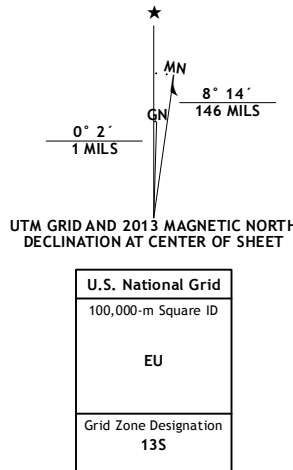 ★
MN
GN
8° 14´
146 MILS
0° 2´
1 MILS
UTM GRID AND 2013 MAGNETIC NORTH
DECLINATION AT CENTER OF SHEET
U.S. National Grid
100,000-m Square ID
EU
Grid Zone Designation
13S